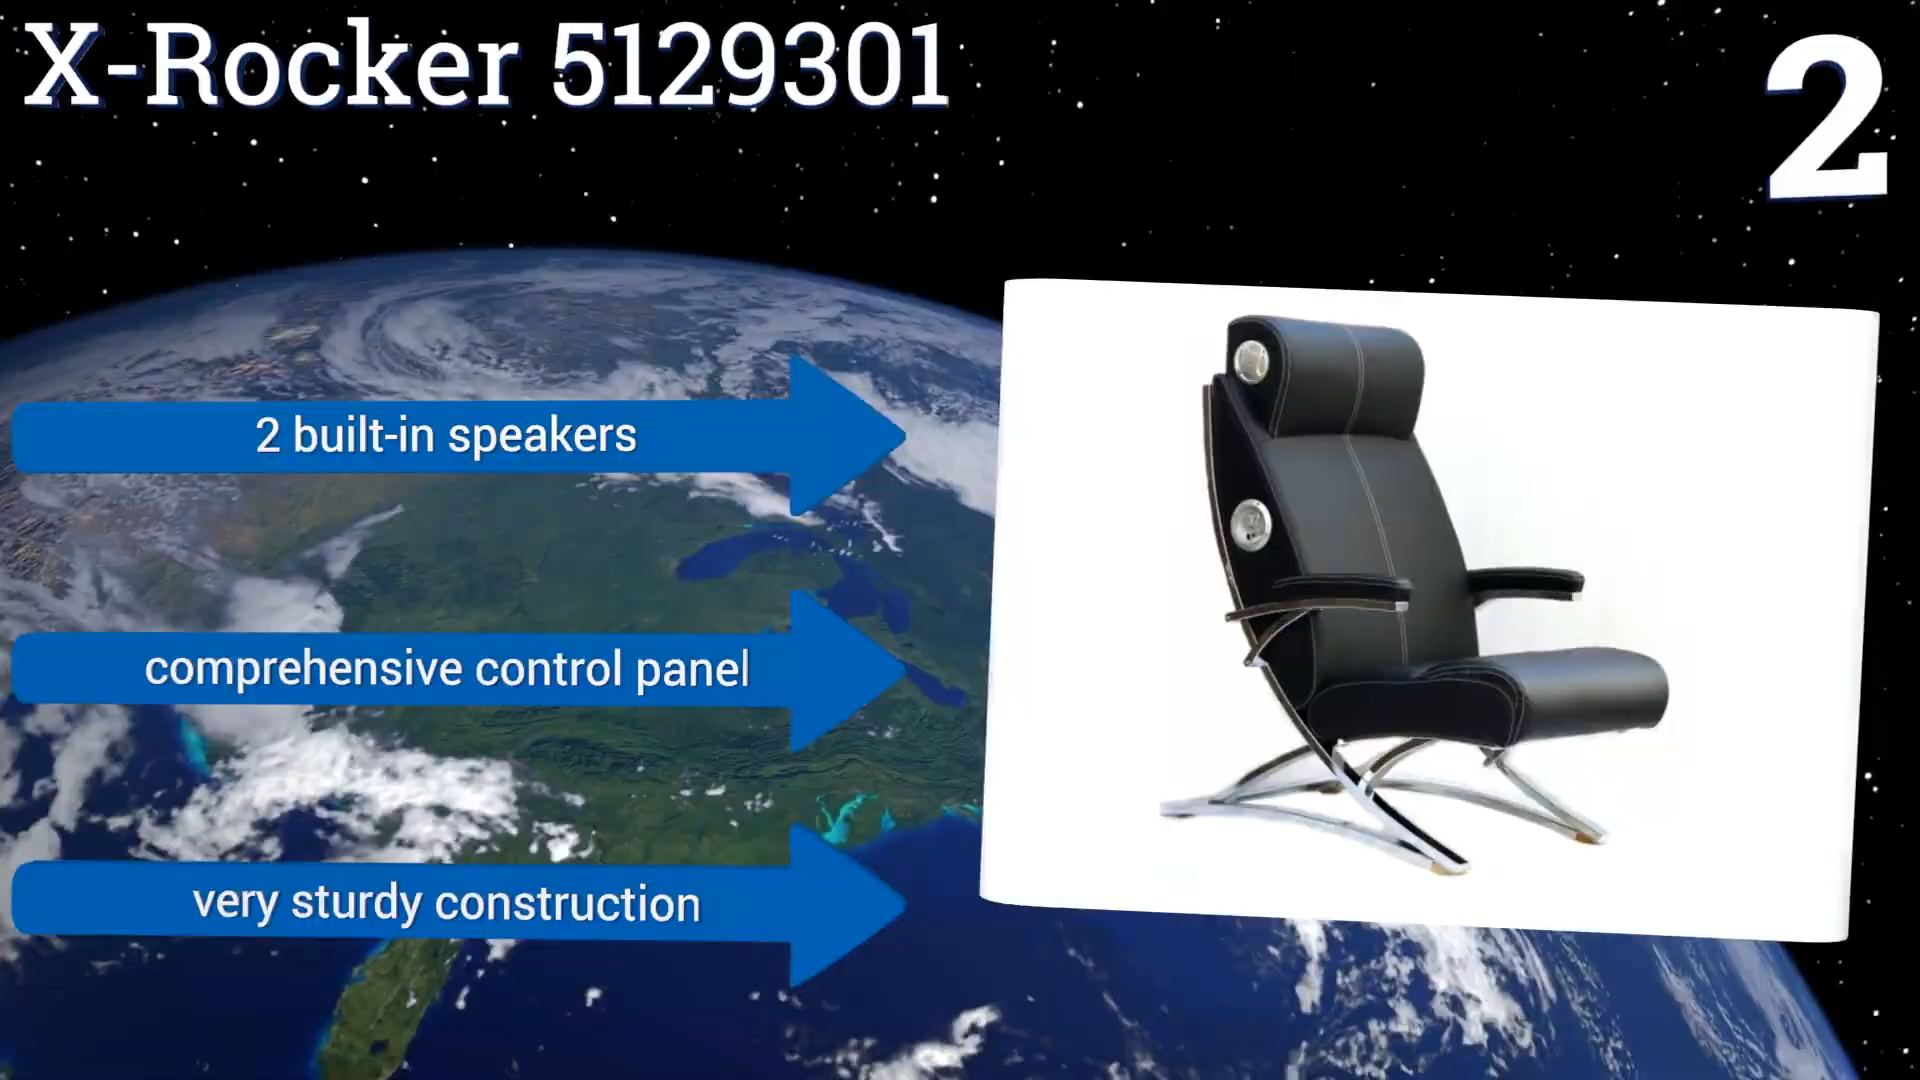 X-Rocker 5129301
2
2 built-in speakers
comprehensive control panel
very sturdy construction